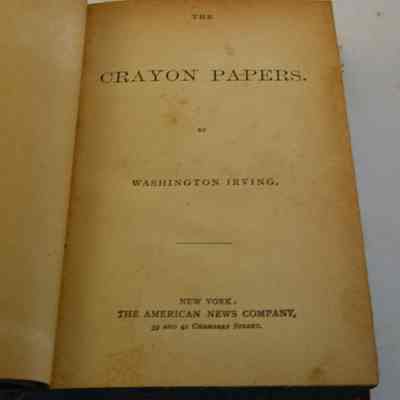 THE
CRAYON PAPERS.
BY
WASHINGTON IRVING.
NEW YORK:
THE AMERICAN NEWS COMPANY,
39 AND 41 CHAMBERS STREET.